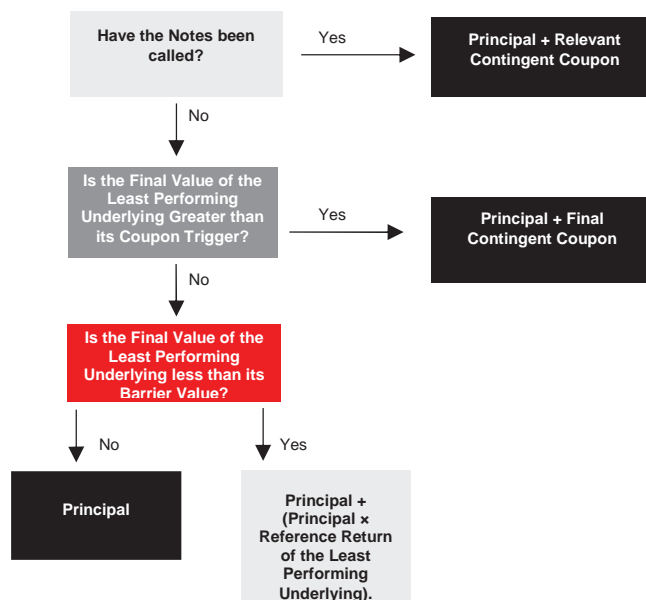 Have the Notes been
called?
Yes
Principal + Relevant
Contingent Coupon
No
Is the Final Value of the
Least Performing
Underlying Greater than
its Coupon Trigger?
Yes
Principal + Final
Contingent Coupon
No
Is the Final Value of the
Least Performing
Underlying less than its
Barrier Value?
No
Yes
Principal
Principal +
(Principal ×
Reference Return
of the Least
Performing
Underlying).